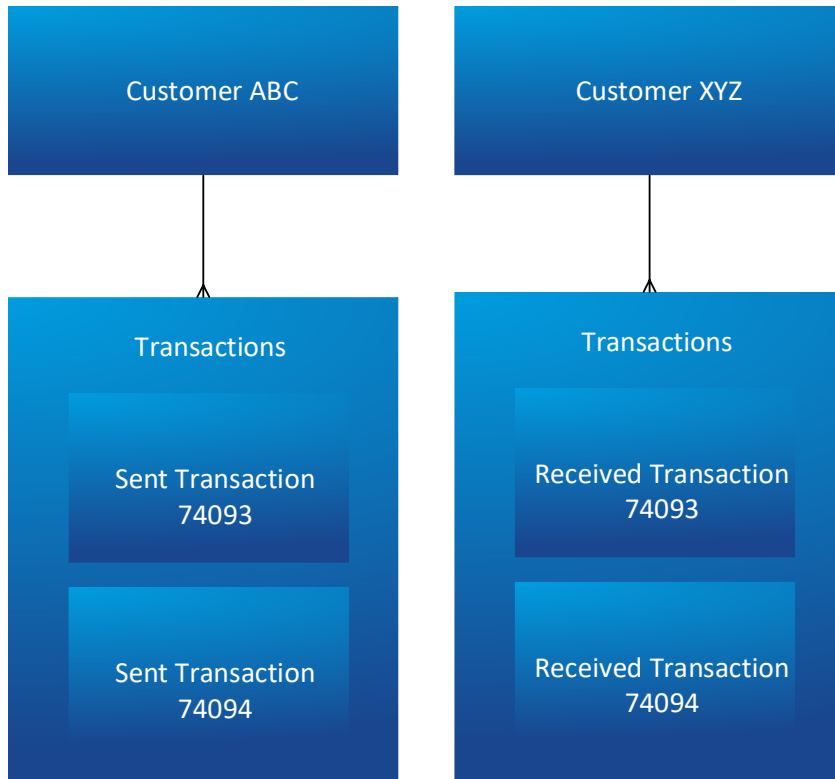 Customer ABC
Customer XYZ
Transactions
Sent Transaction
74093
Sent Transaction
74094
Transactions
Received Transaction
74093
Received Transaction
74094